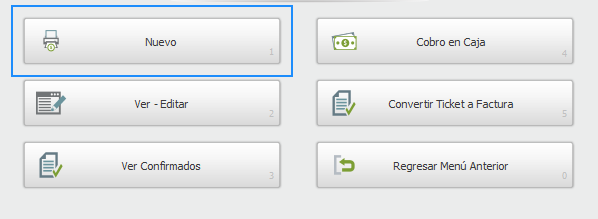 Nuevo
1
Cobro en Caja
4
Ver - Editar
2
Convertir Ticket a Factura
5
Ver Confirmados
3
Regresar Menú Anterior
0